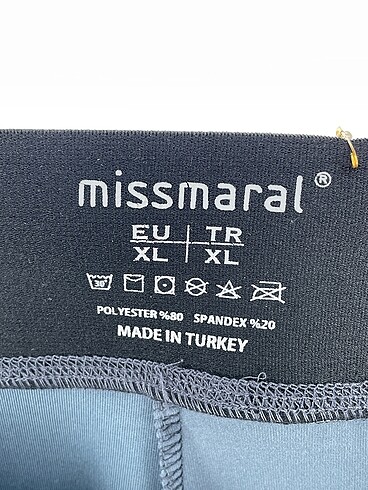 missmaral®
EU | TR
XL | XL
30°
POLYESTER %80 SPANDEX %20
MADE IN TURKEY